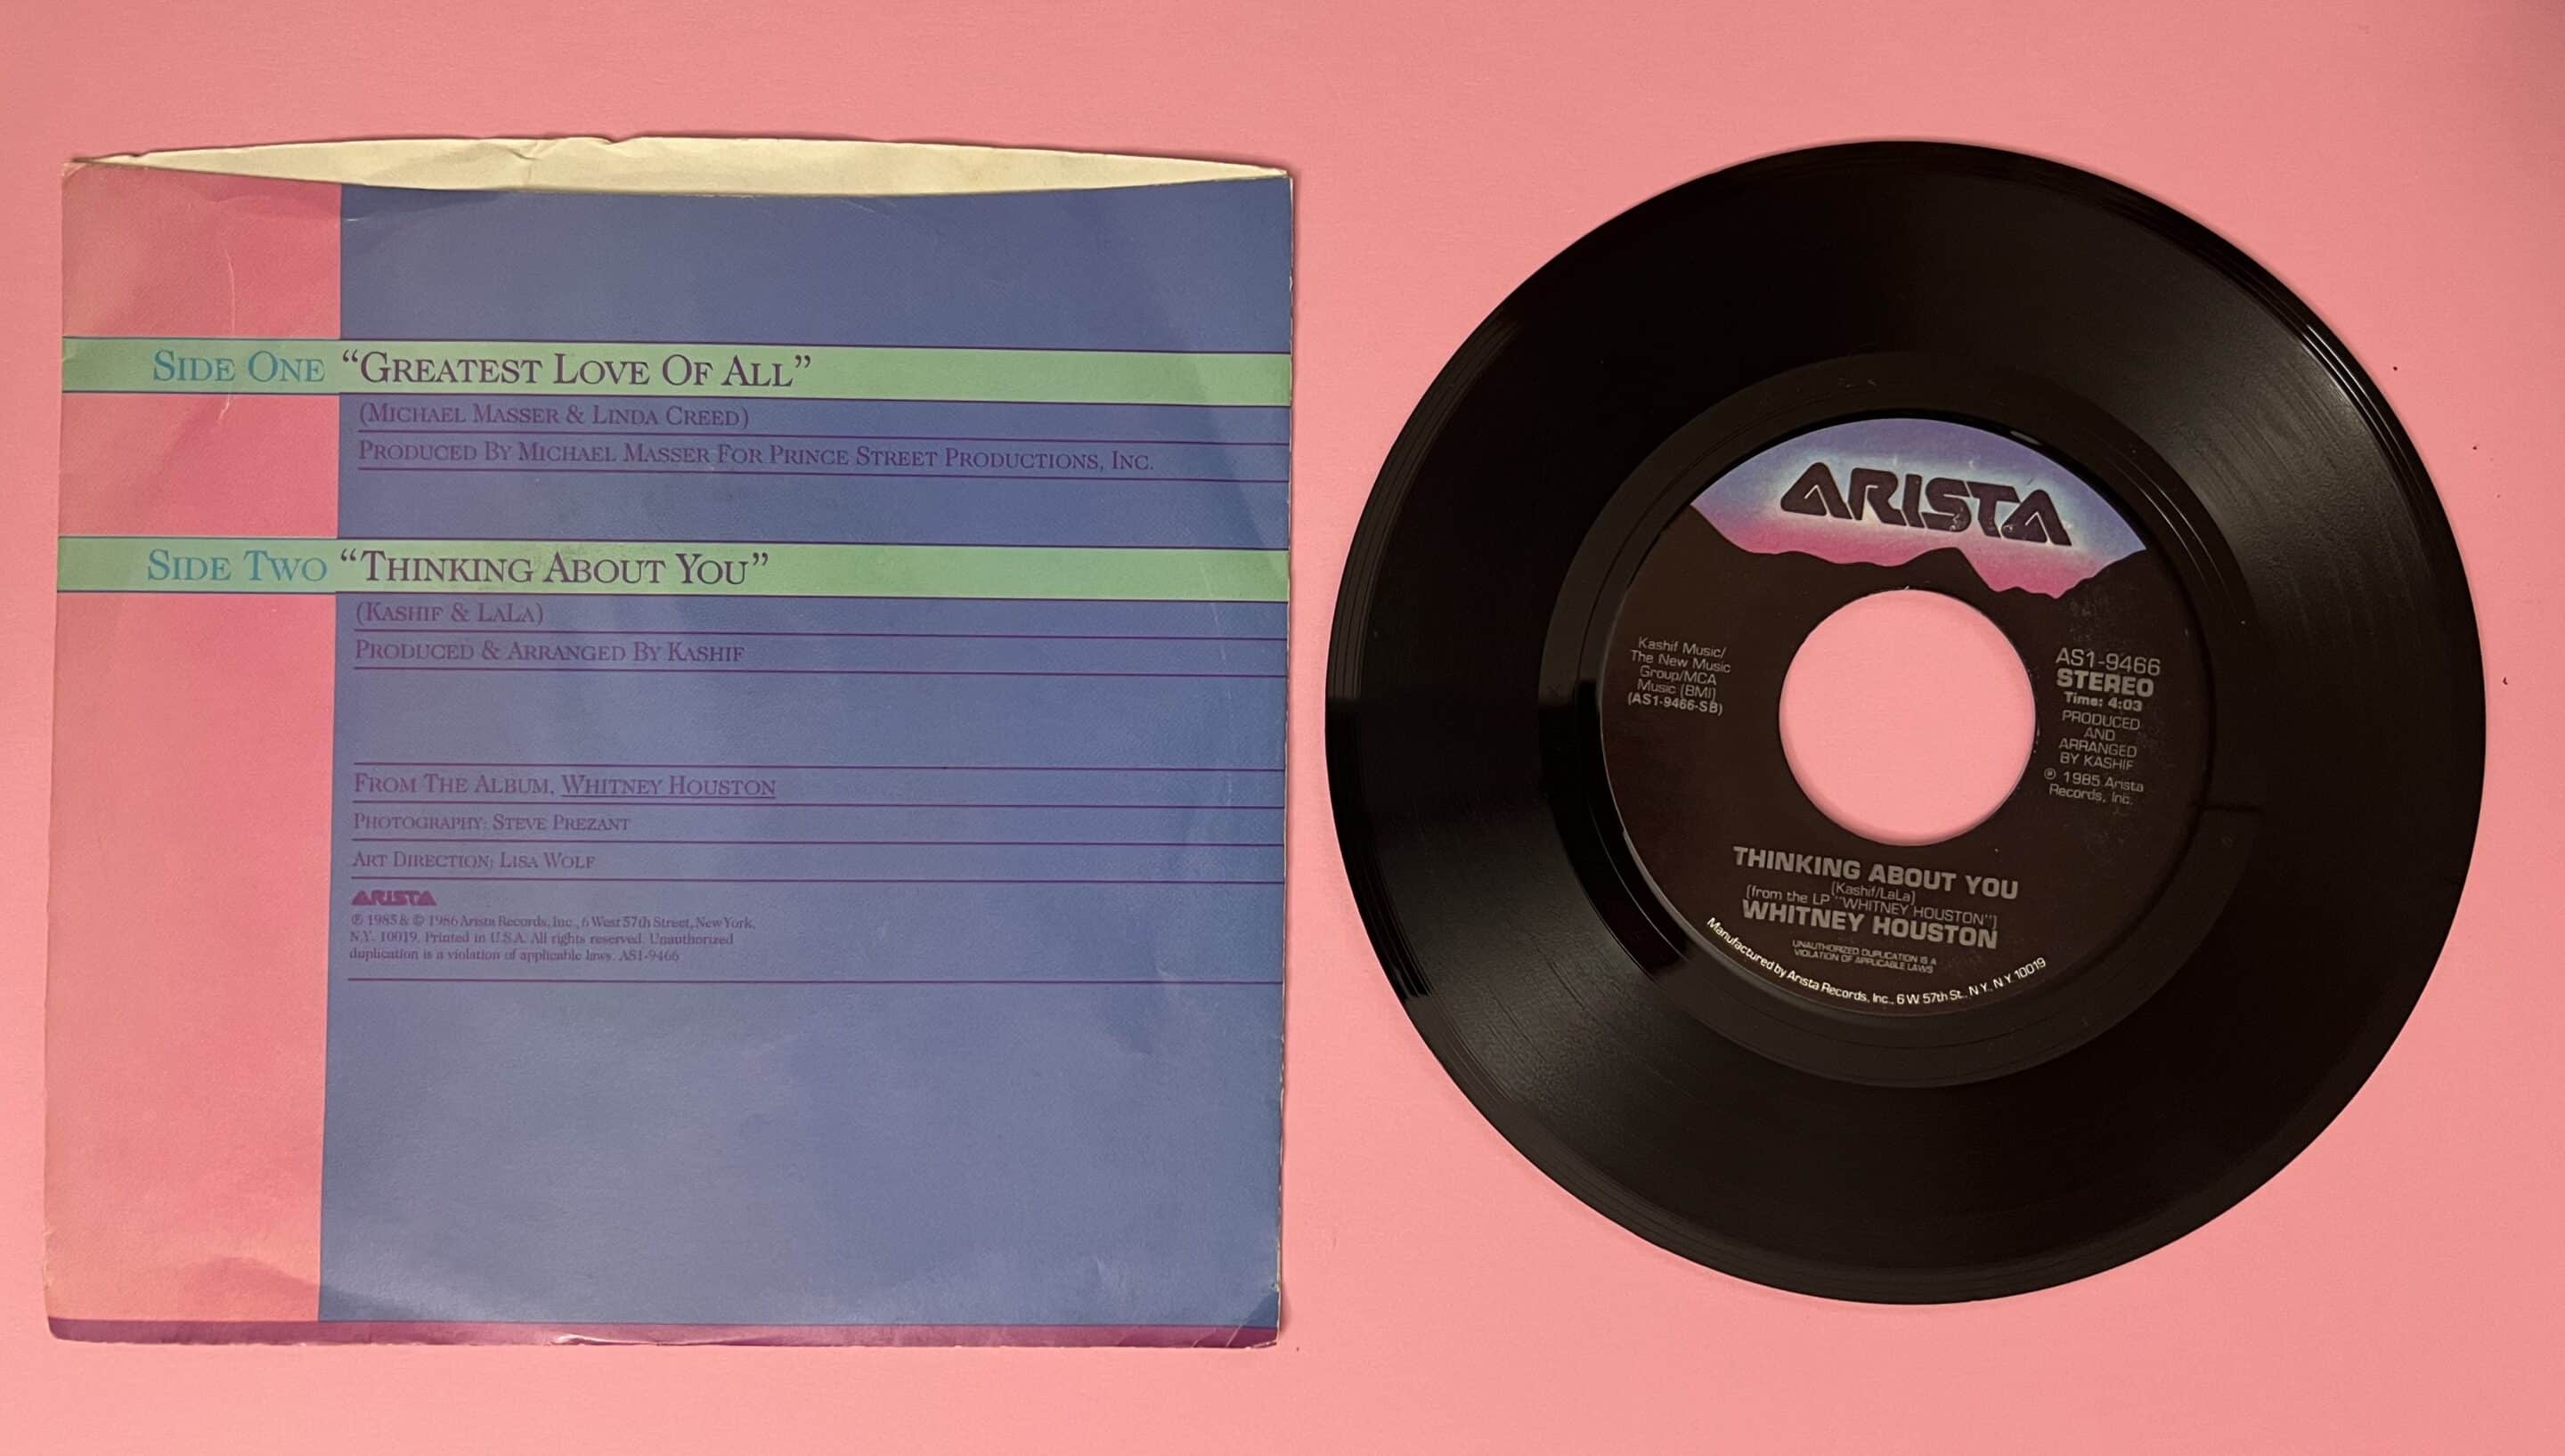 SIDE ONE “GREATEST LOVE OF ALL”
(MICHAEL MASSER & LINDA CREED)
PRODUCED BY MICHAEL MASSER FOR PRINCE STREET PRODUCTIONS, INC.
SIDE TWO “THINKING ABOUT YOU”
(KASHIF & LALA)
PRODUCED & ARRANGED BY KASHIF
FROM THE ALBUM, WHITNEY HOUSTON
PHOTOGRAPHY: STEVE PREZANT
ART DIRECTION: LISA WOLF
ARISTA
℗ 1985 & © 1986 Arista Records, Inc., 6 West 57th Street, New York,
N.Y. 10019. Printed in U.S.A. All rights reserved. Unauthorized
duplication is a violation of applicable laws. AS1-9466
ARISTA
Kashif Music/
The New Music
Group/MCA
Music (BMI)
(AS1-9466-SB)
AS1-9466
STEREO
Time: 4:03
PRODUCED
AND
ARRANGED
BY KASHIF
℗ 1985 Arista
Records, Inc.
THINKING ABOUT YOU
(Kashif/LaLa)
(from the LP "WHITNEY HOUSTON")
WHITNEY HOUSTON
UNAUTHORIZED DUPLICATION IS A
VIOLATION OF APPLICABLE LAWS
Manufactured by Arista Records, Inc., 6 W. 57th St., N.Y., N.Y. 10019